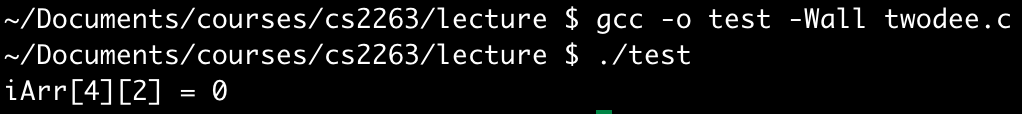 ~/Documents/courses/cs2263/lecture $ gcc -o test -Wall twodee.c
~/Documents/courses/cs2263/lecture $ ./test
iArr[4][2] = 0